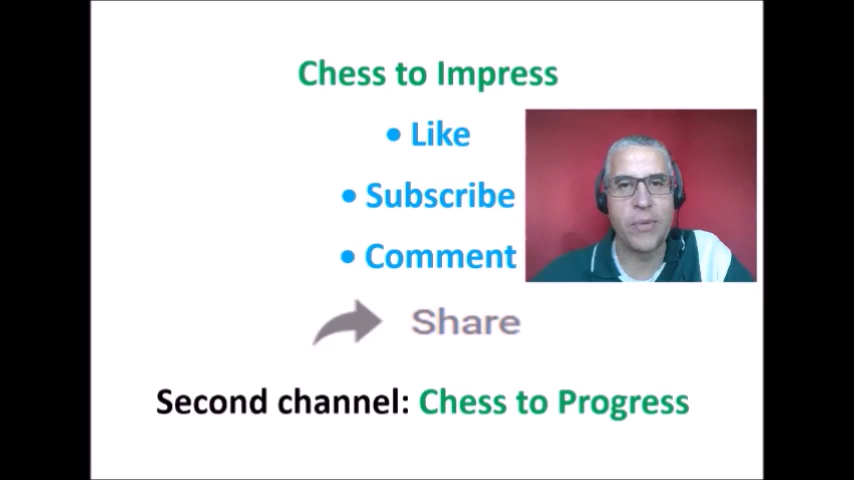 Chess to Impress
• Like
• Subscribe
• Comment
Share
Second channel: Chess to Progress